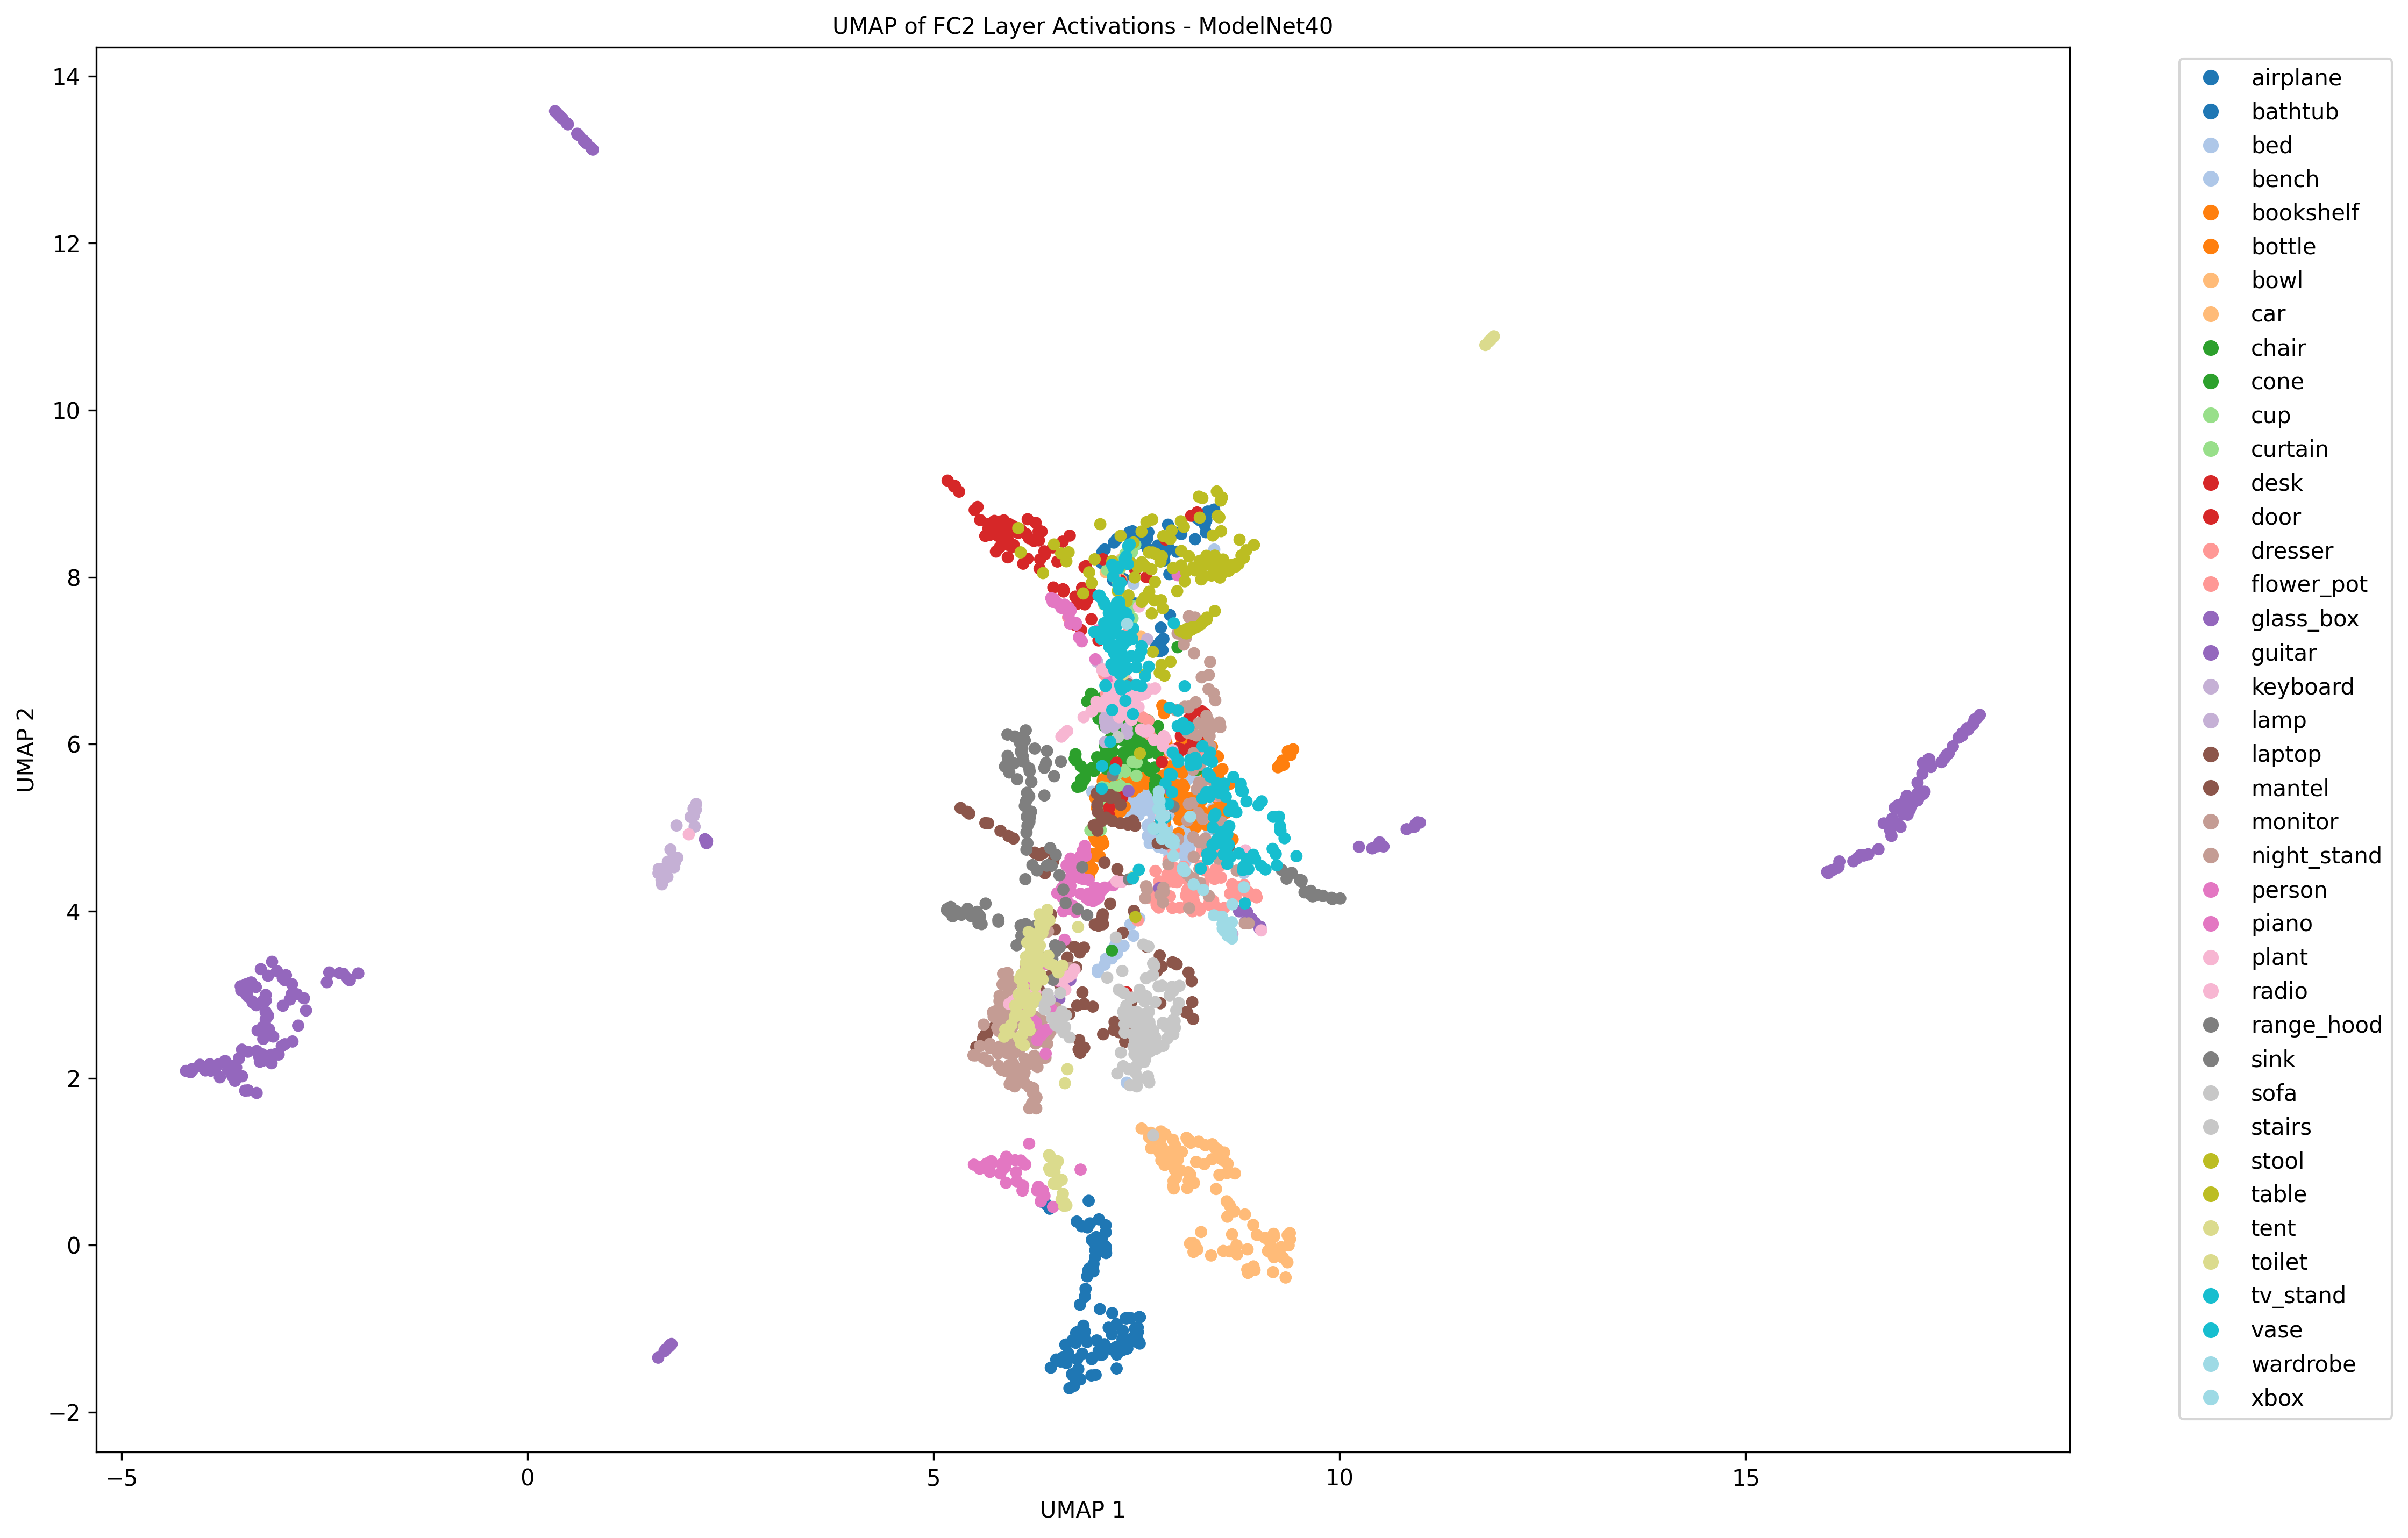 UMAP of FC2 Layer Activations - ModelNet40
14
12
10
8
6
4
2
0
−2
UMAP 2
−5
0
5
10
15
UMAP 1
airplane
bathtub
bed
bench
bookshelf
bottle
bowl
car
chair
cone
cup
curtain
desk
door
dresser
flower_pot
glass_box
guitar
keyboard
lamp
laptop
mantel
monitor
night_stand
person
piano
plant
radio
range_hood
sink
sofa
stairs
stool
table
tent
toilet
tv_stand
vase
wardrobe
xbox